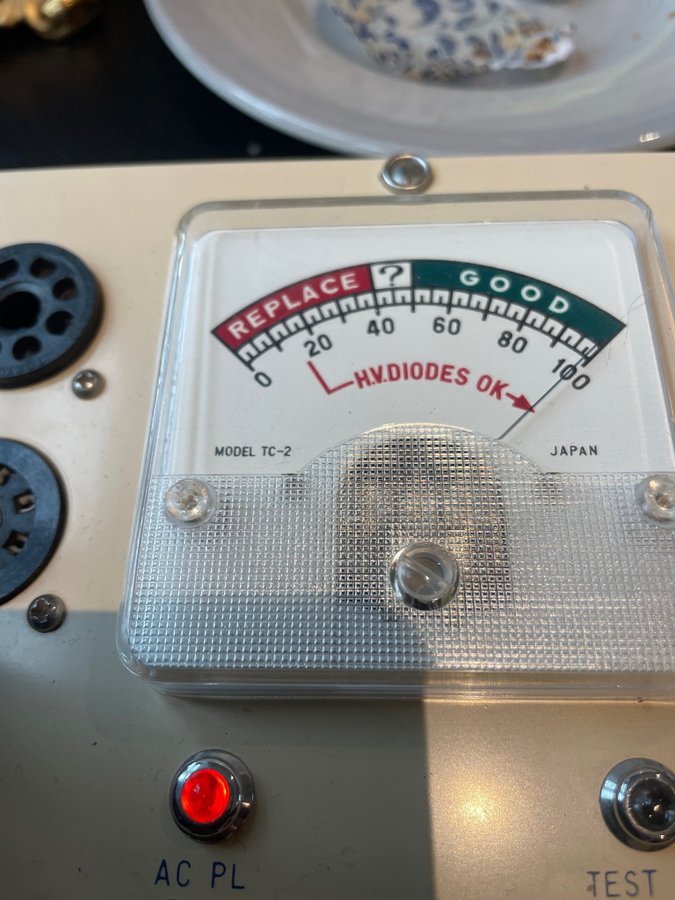 REPLACE ? GOOD
0 20 40 60 80 100
H.V. DIODES OK
MODEL TC-2 JAPAN
AC PL TEST